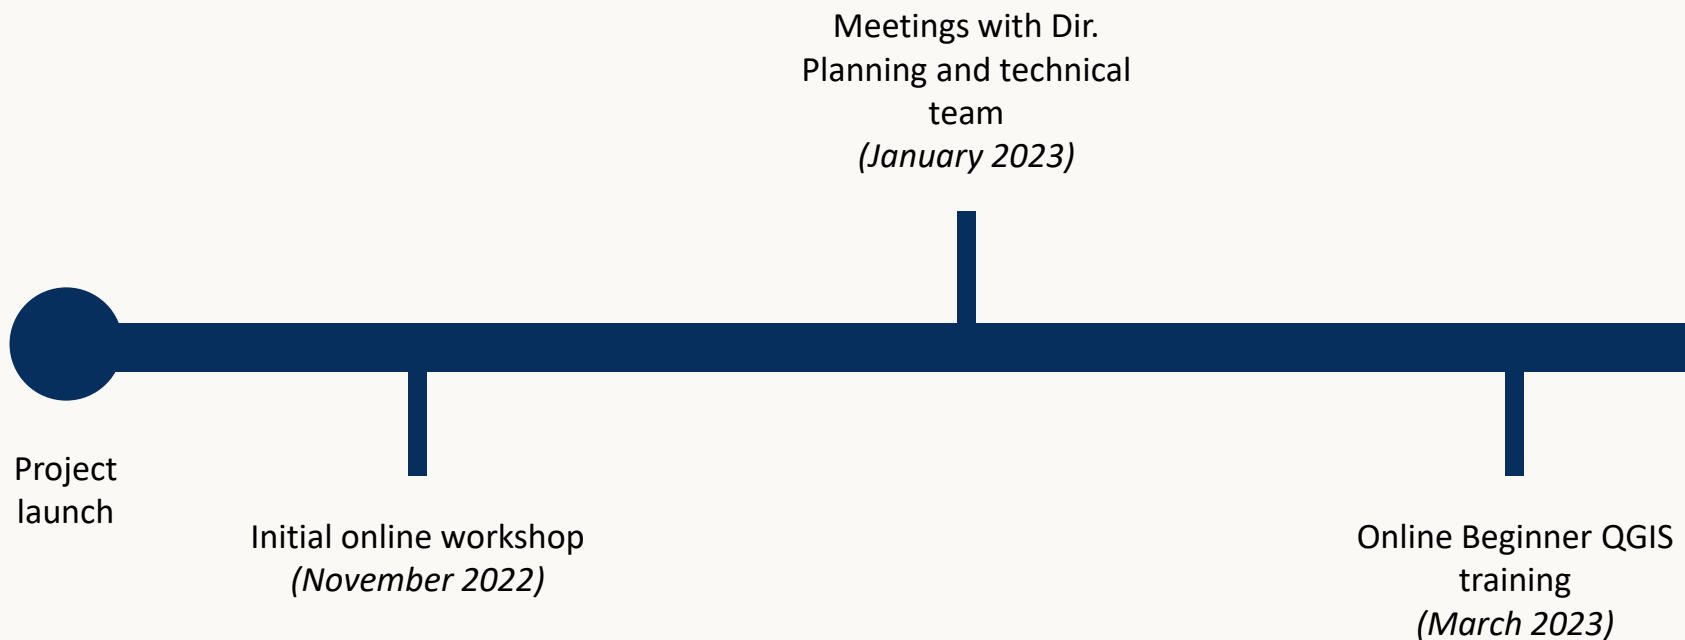 Meetings with Dir.
Planning and technical
team
(January 2023)
Project
launch
Initial online workshop
(November 2022)
Online Beginner QGIS
training
(March 2023)